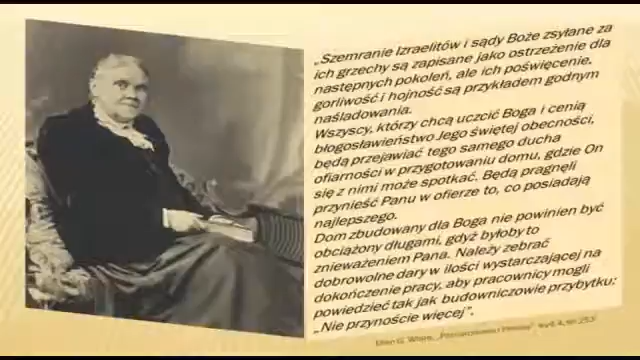 „Szemranie Izraelitów i sądy Boże zsyłane za
ich grzechy są zapisane jako ostrzeżenie dla
następnych pokoleń, ale ich poświęcenie,
gorliwość i hojność są przykładem godnym
naśladowania.
Wszyscy, którzy chcą uczcić Boga i cenią
błogosławieństwo Jego świętej obecności,
będą przejawiać tego samego ducha
ofiarności w przygotowaniu domu, gdzie On
się z nimi może spotkać. Będą pragnęli
przynieść Panu w ofierze to, co posiadają
najlepszego.
Dom zbudowany dla Boga nie powinien być
obciążony długami, gdyż byłoby to
znieważeniem Pana. Należy zebrać
dobrowolne dary w ilości wystarczającej na
dokończenie pracy, aby pracownicy mogli
powiedzieć tak jak budowniczowie przybytku:
„Nie przynoście więcej”.
Ellen G. White, „Patriarchowie i Prorocy”